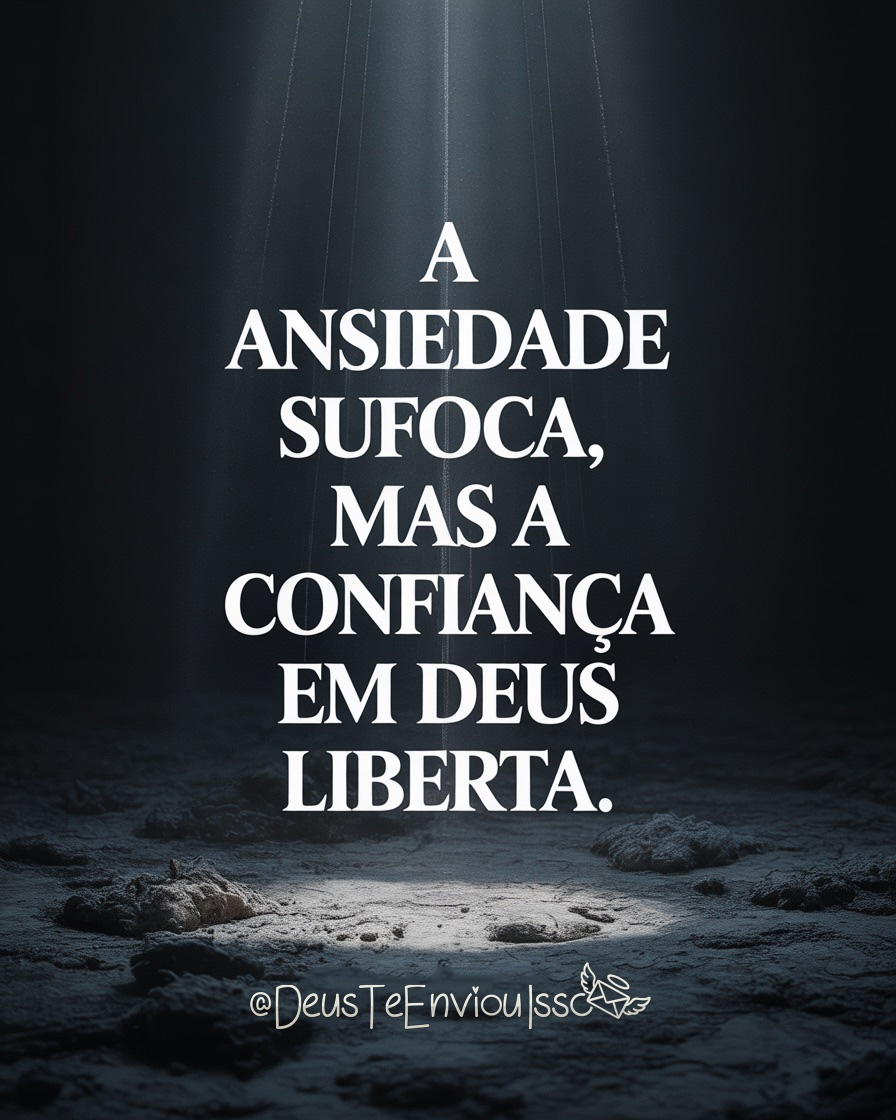 A
ANSIEDADE
SUFOCA,
MAS A
CONFIANÇA
EM DEUS
LIBERTA.
@DeusTeEnviouIsso